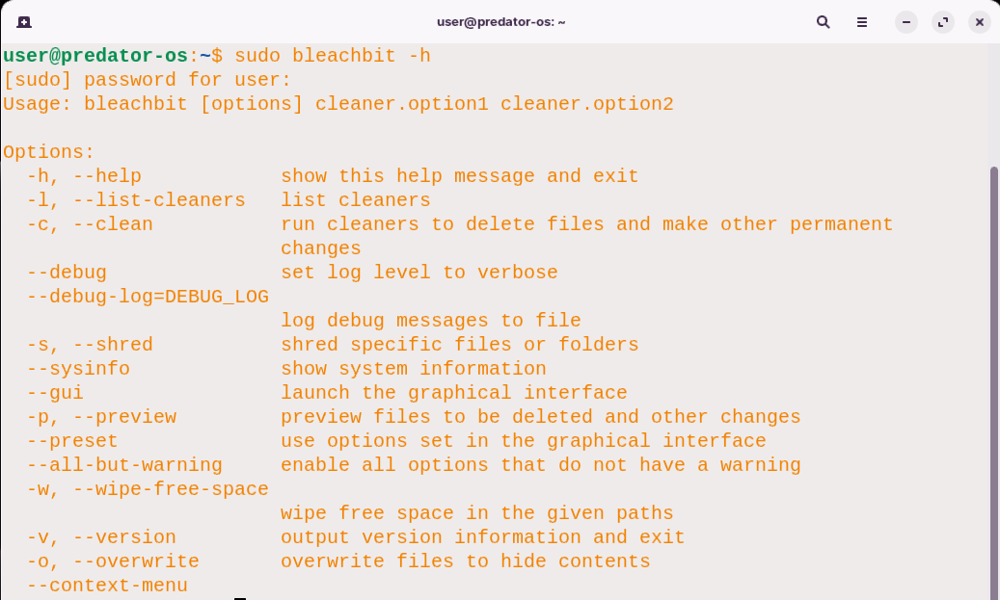 user@predator-os: ~
user@predator-os:~$ sudo bleachbit -h
[sudo] password for user:
Usage: bleachbit [options] cleaner.option1 cleaner.option2

Options:
  -h, --help            show this help message and exit
  -l, --list-cleaners   list cleaners
  -c, --clean           run cleaners to delete files and make other permanent
                        changes
  --debug               set log level to verbose
  --debug-log=DEBUG_LOG
                        log debug messages to file
  -s, --shred           shred specific files or folders
  --sysinfo             show system information
  --gui                 launch the graphical interface
  -p, --preview         preview files to be deleted and other changes
  --preset              use options set in the graphical interface
  --all-but-warning     enable all options that do not have a warning
  -w, --wipe-free-space
                        wipe free space in the given paths
  -v, --version         output version information and exit
  -o, --overwrite       overwrite files to hide contents
  --context-menu